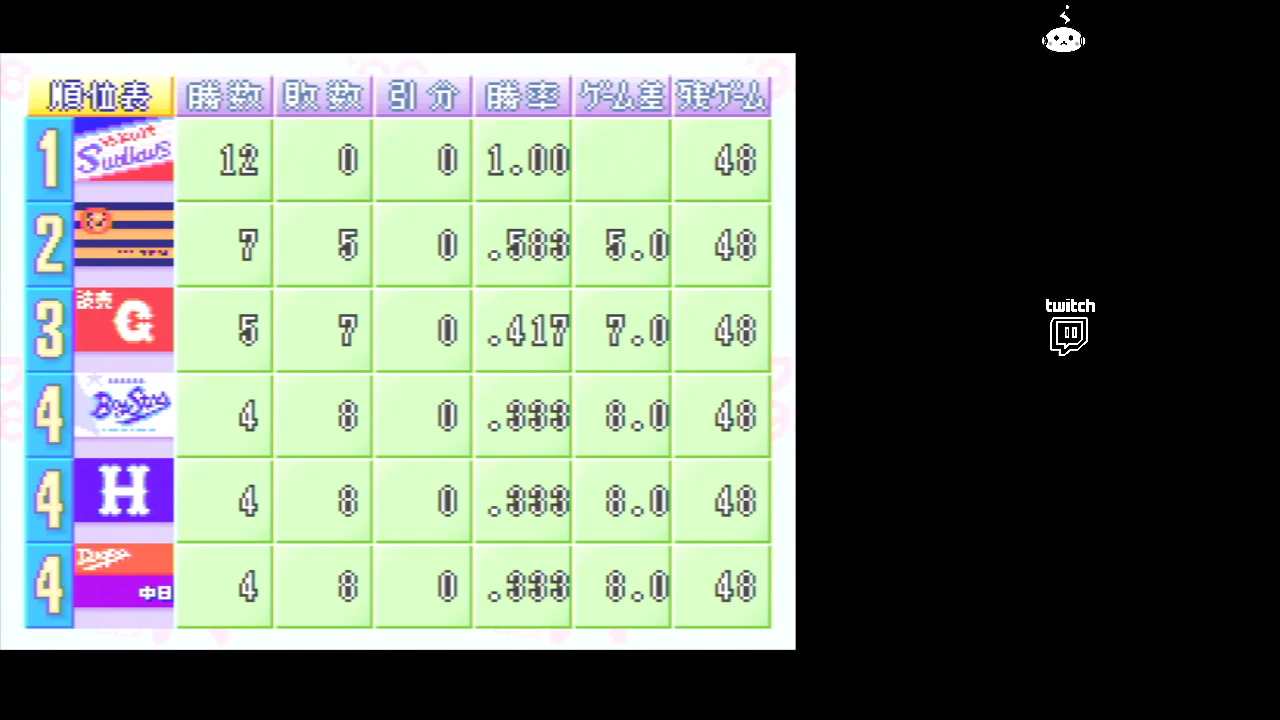 順位表 勝数 敗数 引分 勝率 ゲーム差 残ゲーム
1 Yakult Swallows 12 0 0 1.00 48
2 7 5 0 .583 5.0 48
3 読売 G 5 7 0 .417 7.0 48
4 BayStars 4 8 0 .333 8.0 48
4 H 4 8 0 .333 8.0 48
4 Dragons 中日 4 8 0 .333 8.0 48
twitch